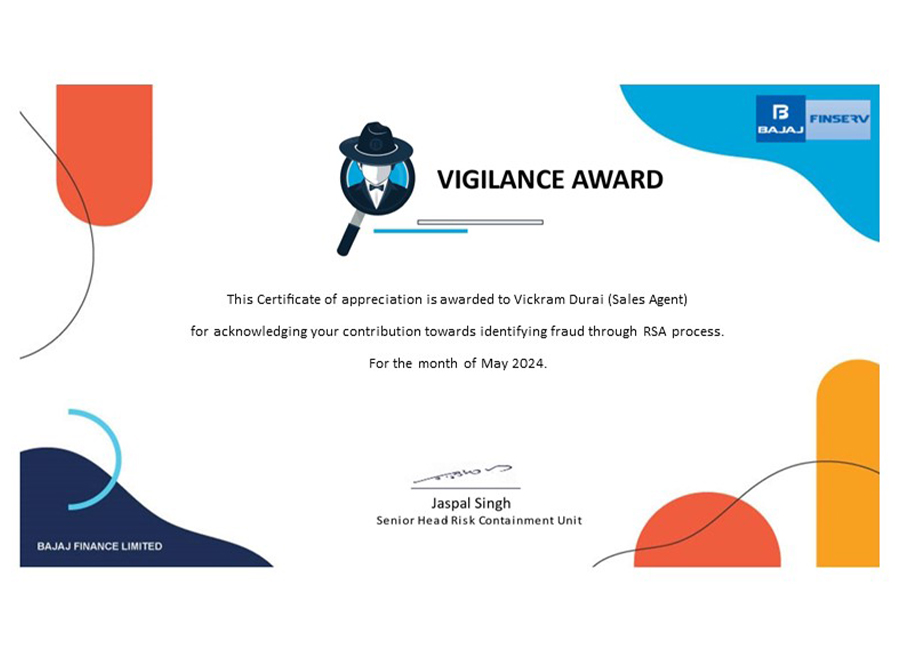 BAJAJ
FINSERV
VIGILANCE AWARD
This Certificate of appreciation is awarded to Vickram Durai (Sales Agent)
for acknowledging your contribution towards identifying fraud through RSA process.
For the month of May 2024.
Jaspal Singh
Senior Head Risk Containment Unit
BAJAJ FINANCE LIMITED